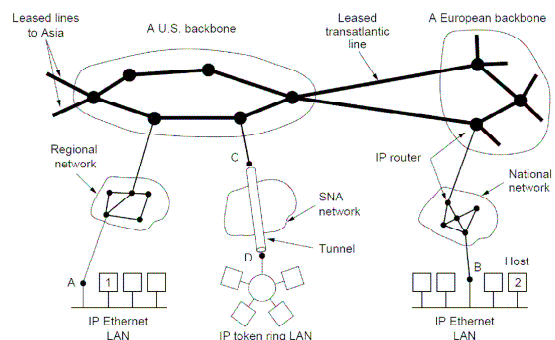 Leased lines
to Asia
A U.S. backbone
Leased
transatlantic
line
A European backbone
Regional
network
C
SNA
network
Tunnel
IP router
National
network
A
1
D
B
Host
2
IP Ethernet
LAN
IP token ring LAN
IP Ethernet
LAN